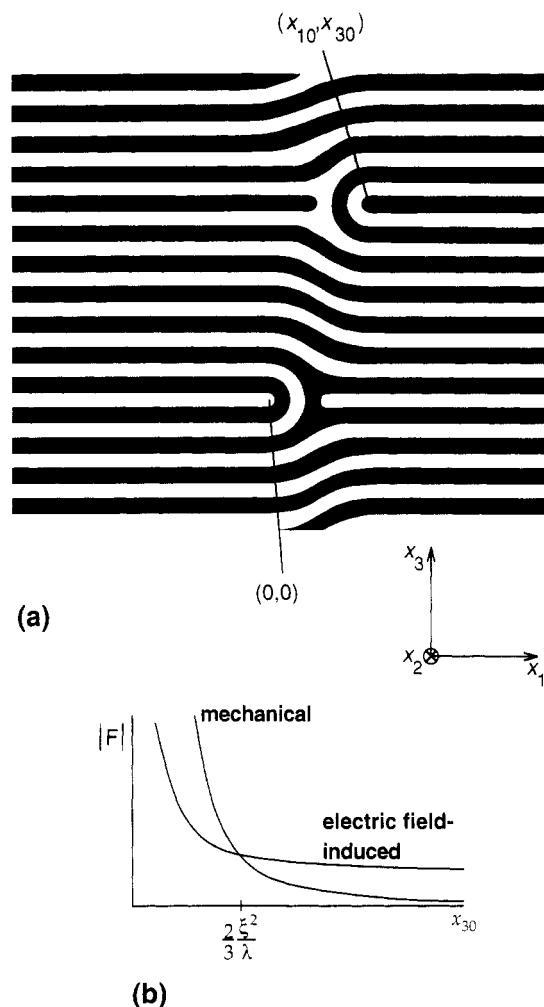 (x₁₀,x₃₀)
(0,0)
(a)
x₃
x₂
x₁
|F|
mechanical
electric field-
induced
2/3 ξ²/λ
x₃₀
(b)